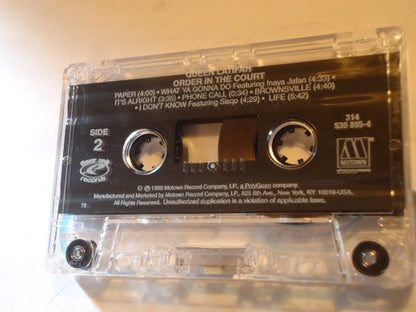 QUEEN LATIFAH
ORDER IN THE COURT
PAPER (4:00) • WHAT YA GONNA DO Featuring Inaya Jafan (4:33) •
IT'S ALRIGHT (3:35) • PHONE CALL (0:34) • BROWNSVILLE (4:40)
• I DON'T KNOW Featuring Sisqo (4:29) • LIFE (5:42)
SIDE
2
314
530 895-4
M
MOTOWN
records
℗ © 1998 Motown Record Company, L.P., a PolyGram company.
Manufactured and Marketed by Motown Record Company, L.P., 825 8th Ave., New York, NY 10019-USA.
All Rights Reserved. Unauthorized duplication is a violation of applicable laws.
72